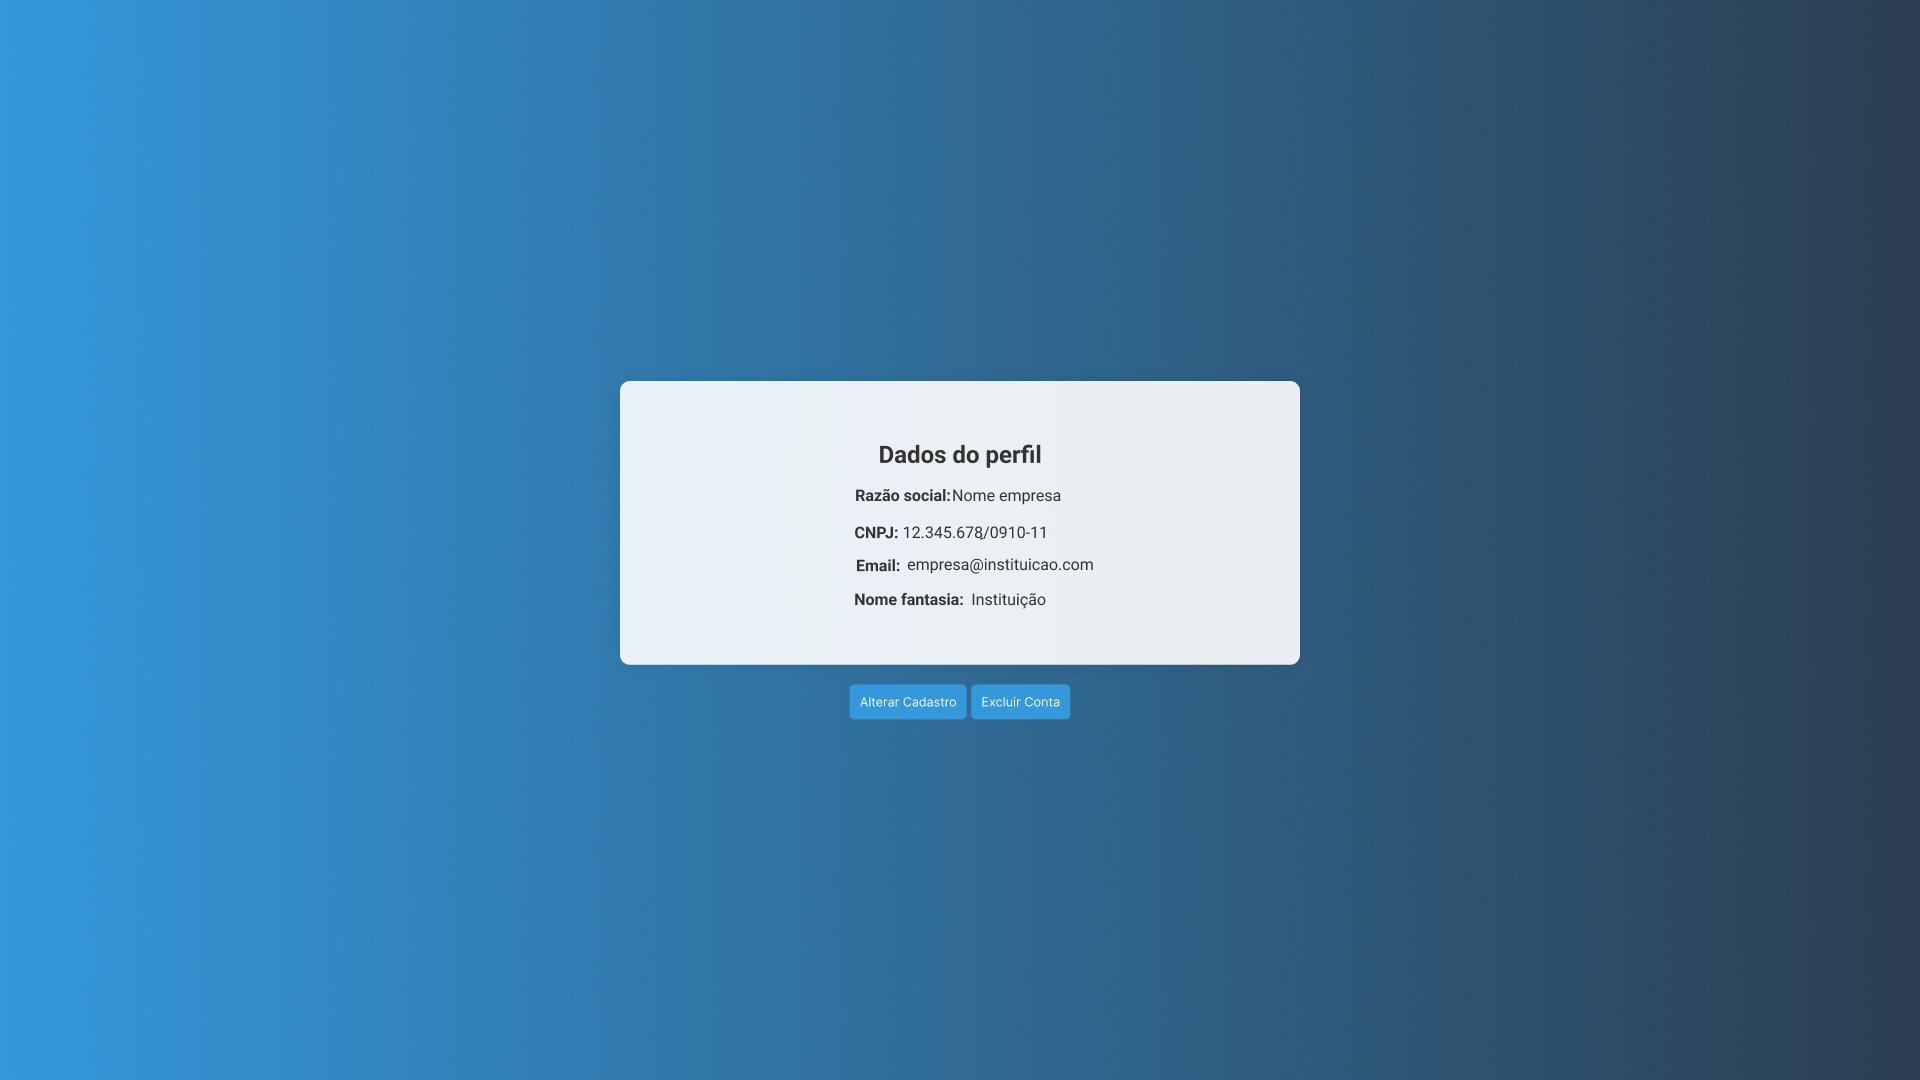 Dados do perfil
Razão social: Nome empresa
CNPJ: 12.345.678/0910-11
Email: empresa@instituicao.com
Nome fantasia: Instituição
Alterar Cadastro Excluir Conta